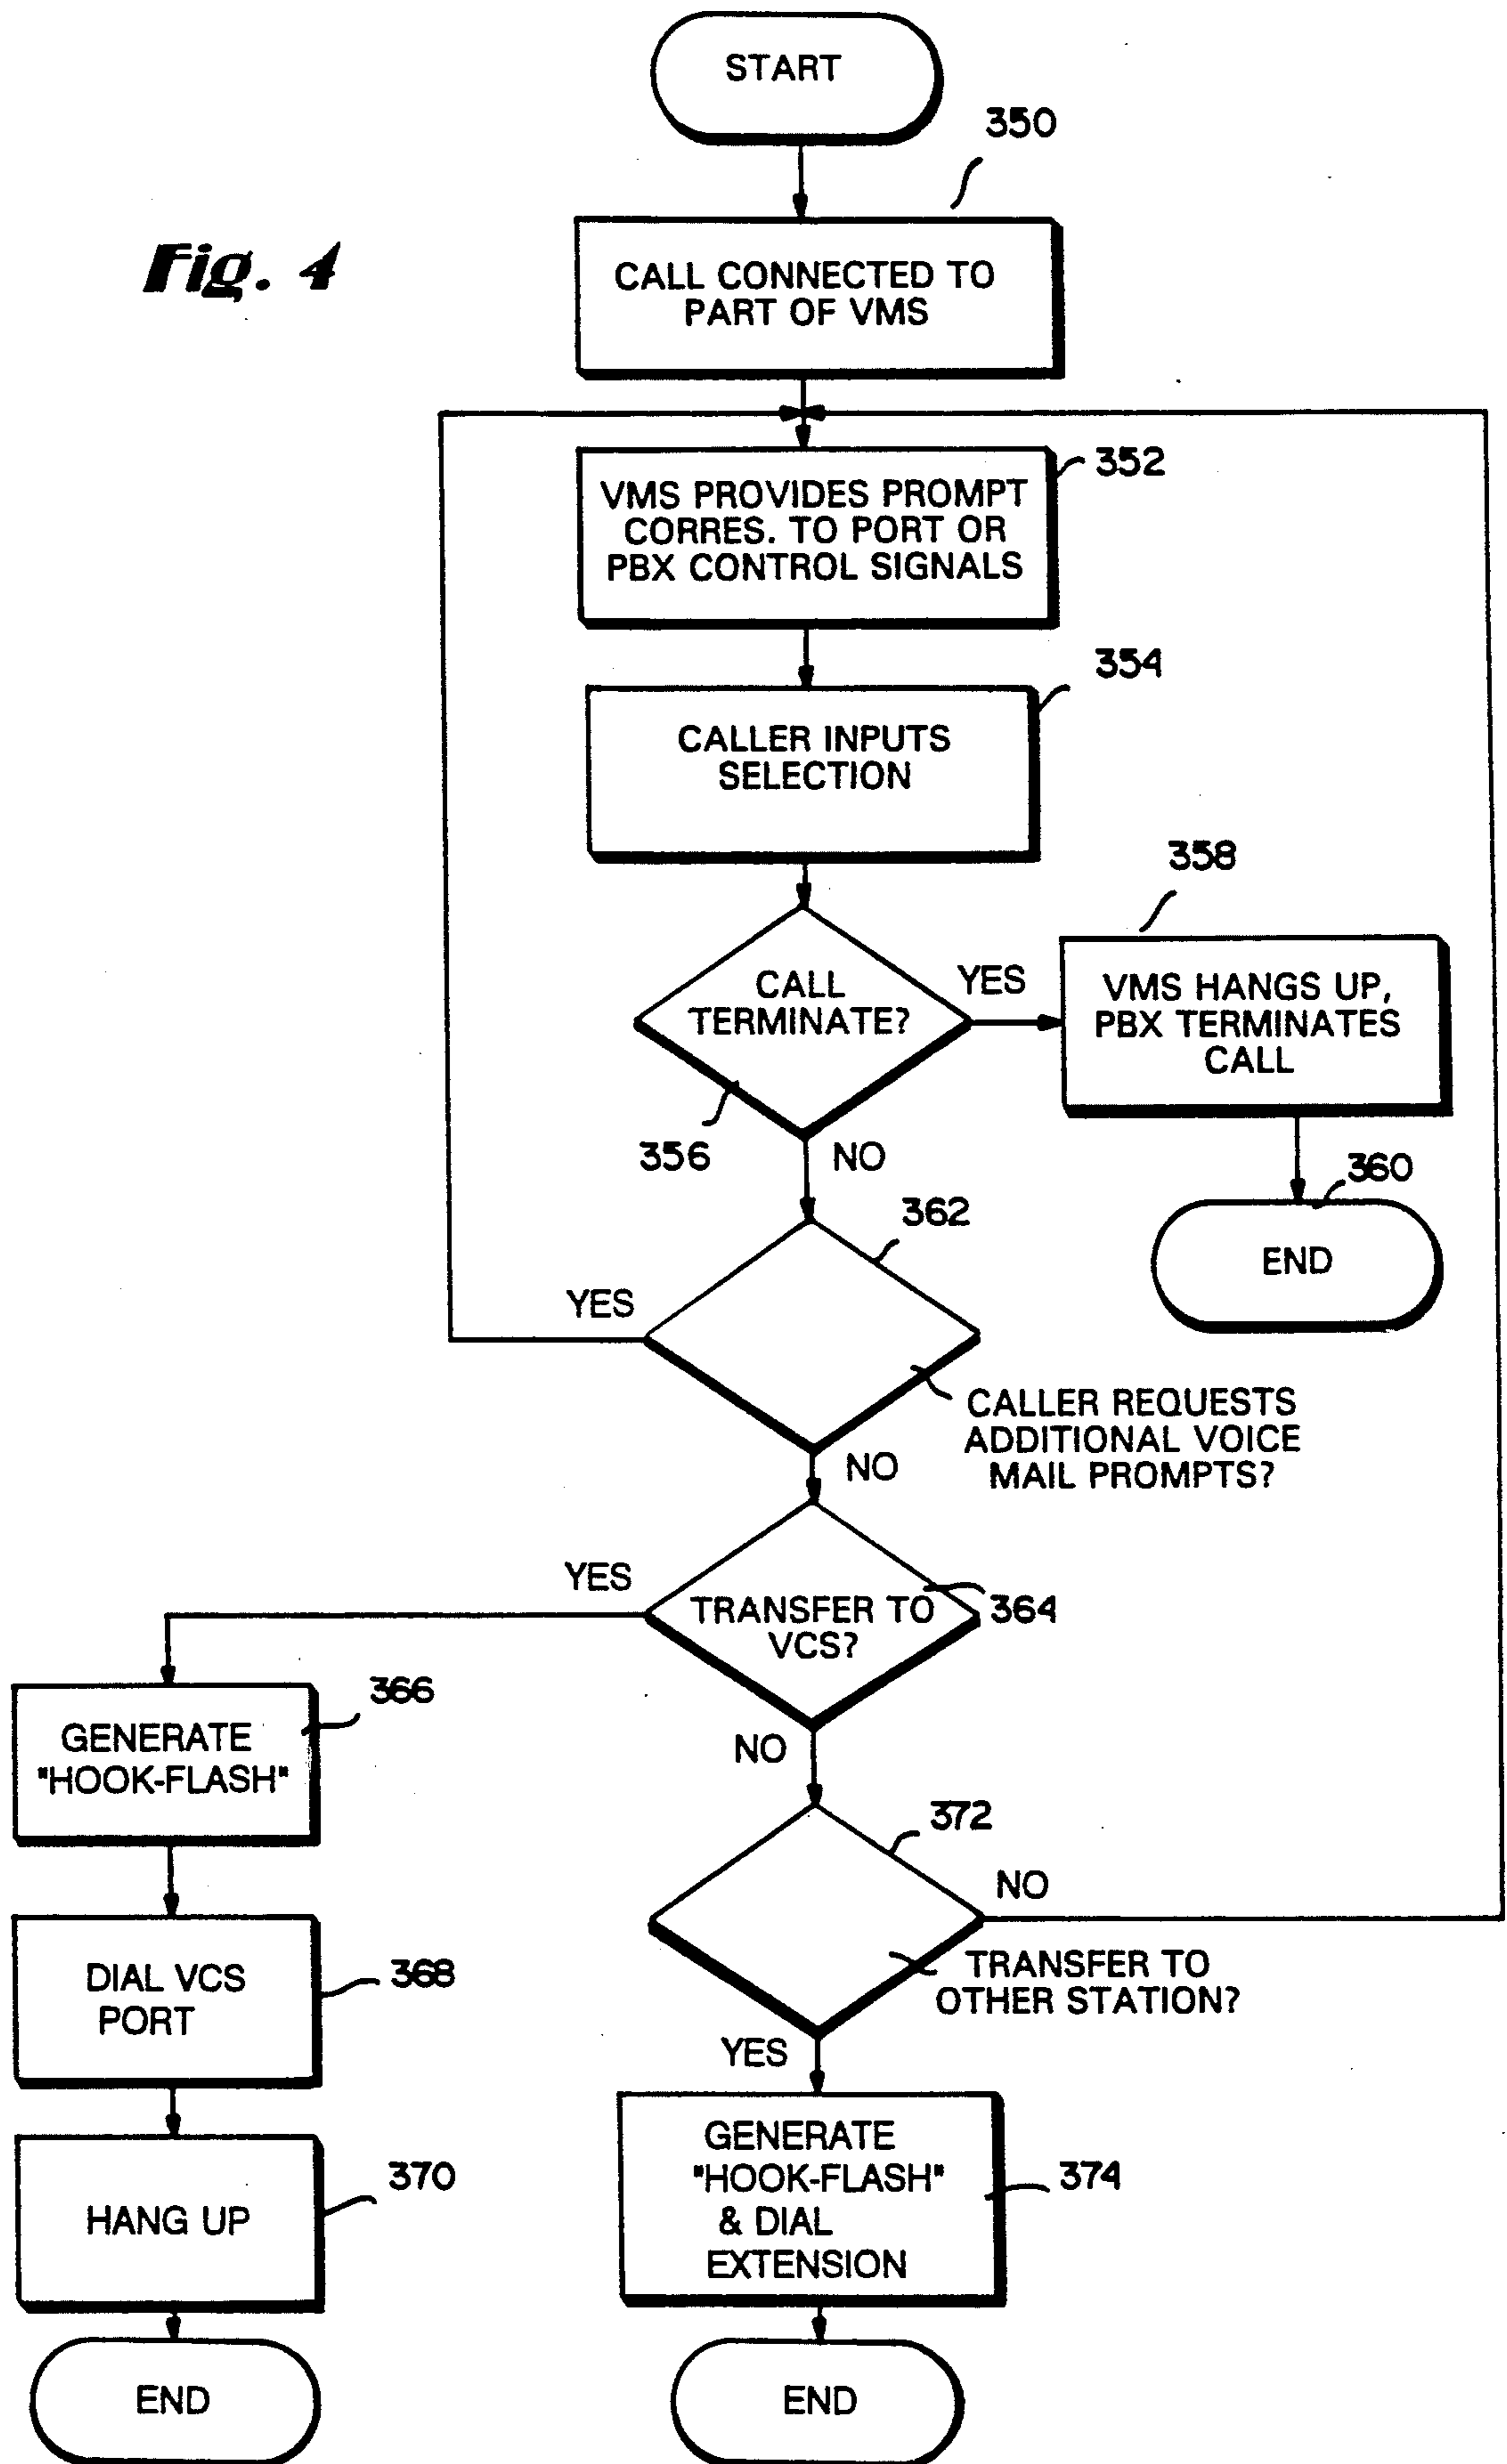 START
350
Fig. 4
CALL CONNECTED TO
PART OF VMS
352
VMS PROVIDES PROMPT
CORRES. TO PORT OR
PBX CONTROL SIGNALS
354
CALLER INPUTS
SELECTION
358
CALL
TERMINATE?
YES
VMS HANGS UP,
PBX TERMINATES
CALL
356
NO
360
END
362
YES
CALLER REQUESTS
ADDITIONAL VOICE
MAIL PROMPTS?
NO
YES
TRANSFER TO
VCS?
364
366
GENERATE
"HOOK-FLASH"
NO
372
NO
DIAL VCS
PORT
368
TRANSFER TO
OTHER STATION?
YES
HANG UP
370
GENERATE
"HOOK-FLASH"
& DIAL
EXTENSION
374
END
END